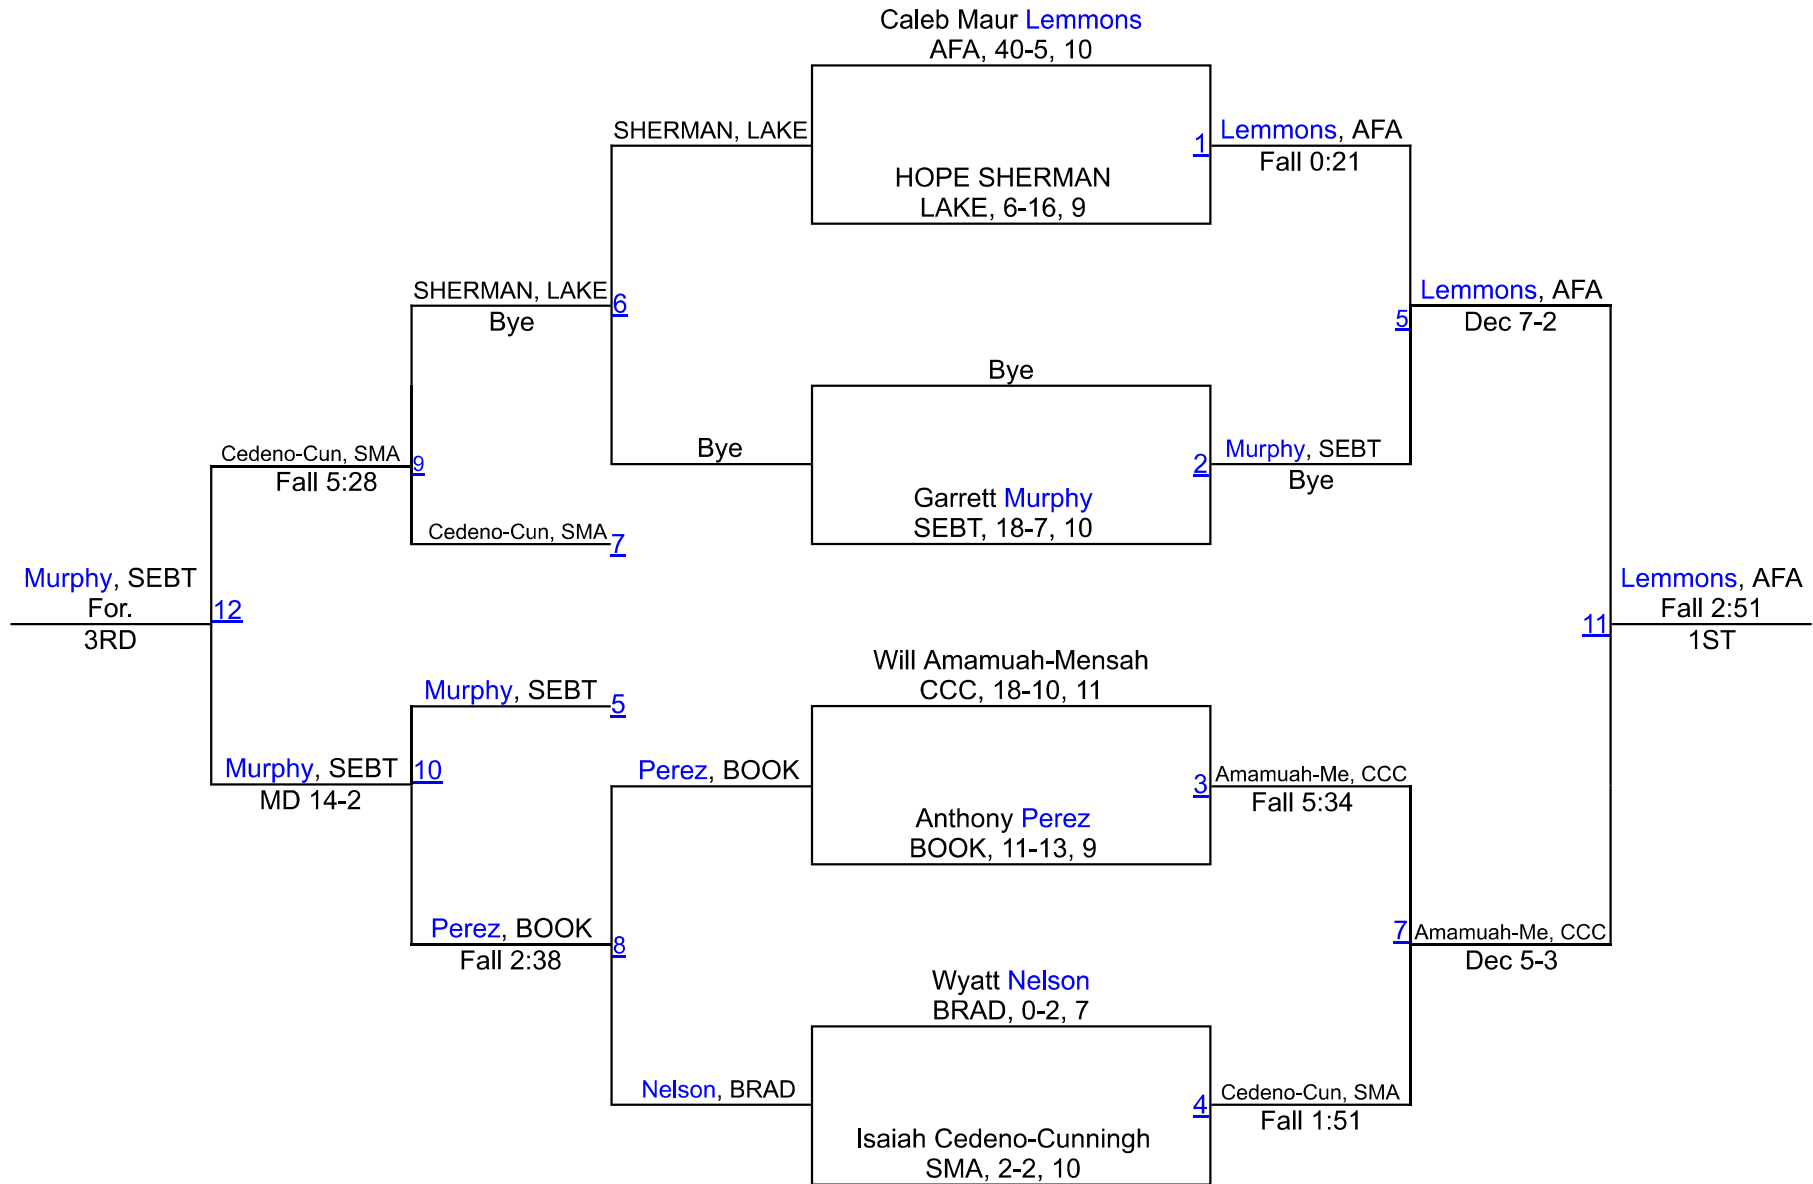 Caleb Maur Lemmons
AFA, 40-5, 10
SHERMAN, LAKE
1
Lemmons, AFA
Fall 0:21
HOPE SHERMAN
LAKE, 6-16, 9
SHERMAN, LAKE
Bye
6
5
Lemmons, AFA
Dec 7-2
Bye
Cedeno-Cun, SMA
Fall 5:28
9
Bye
2
Murphy, SEBT
Bye
Garrett Murphy
SEBT, 18-7, 10
Cedeno-Cun, SMA
7
Murphy, SEBT
For.
3RD
12
11
Lemmons, AFA
Fall 2:51
1ST
Will Amamuah-Mensah
CCC, 18-10, 11
Murphy, SEBT
5
Murphy, SEBT
MD 14-2
10
Perez, BOOK
3
Amamuah-Me, CCC
Fall 5:34
Anthony Perez
BOOK, 11-13, 9
Perez, BOOK
Fall 2:38
8
7
Amamuah-Me, CCC
Dec 5-3
Wyatt Nelson
BRAD, 0-2, 7
Nelson, BRAD
4
Cedeno-Cun, SMA
Fall 1:51
Isaiah Cedeno-Cunningh
SMA, 2-2, 10